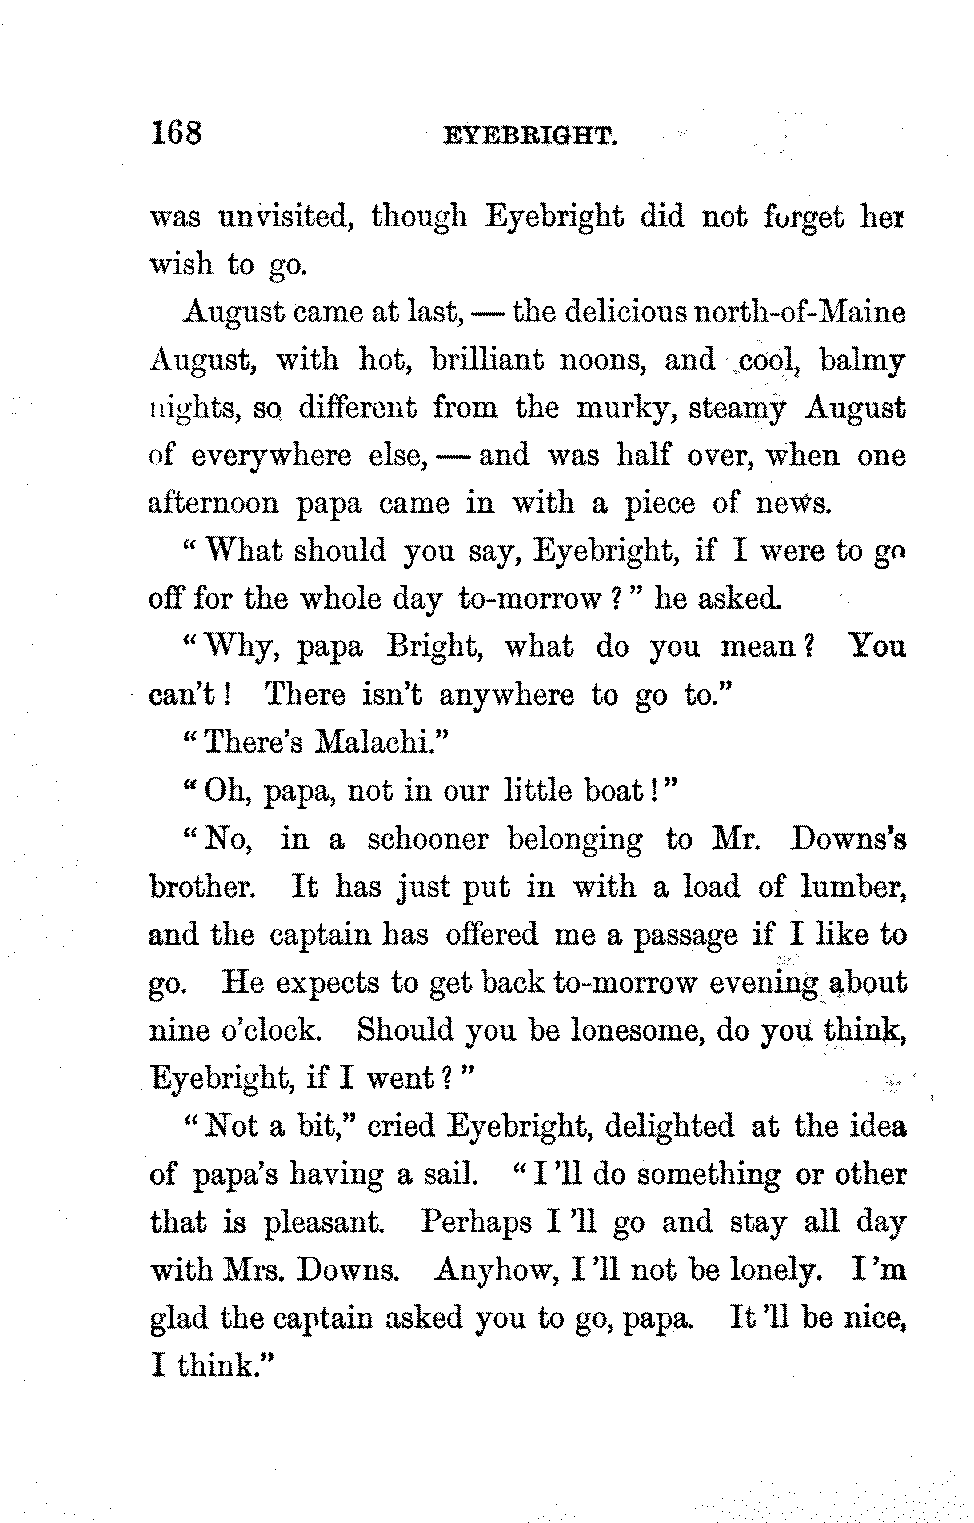 168 EYEBRIGHT.
was unvisited, though Eyebright did not forget her
wish to go.
August came at last, — the delicious north-of-Maine
August, with hot, brilliant noons, and cool, balmy
nights, so different from the murky, steamy August
of everywhere else, — and was half over, when one
afternoon papa came in with a piece of news.
“What should you say, Eyebright, if I were to go
off for the whole day to-morrow?” he asked.
“Why, papa Bright, what do you mean? You
can't! There isn't anywhere to go to.”
“There's Malachi.”
“Oh, papa, not in our little boat!”
“No, in a schooner belonging to Mr. Downs's
brother. It has just put in with a load of lumber,
and the captain has offered me a passage if I like to
go. He expects to get back to-morrow evening about
nine o'clock. Should you be lonesome, do you think,
Eyebright, if I went?”
“Not a bit,” cried Eyebright, delighted at the idea
of papa's having a sail. “I'll do something or other
that is pleasant. Perhaps I'll go and stay all day
with Mrs. Downs. Anyhow, I'll not be lonely. I'm
glad the captain asked you to go, papa. It'll be nice,
I think.”